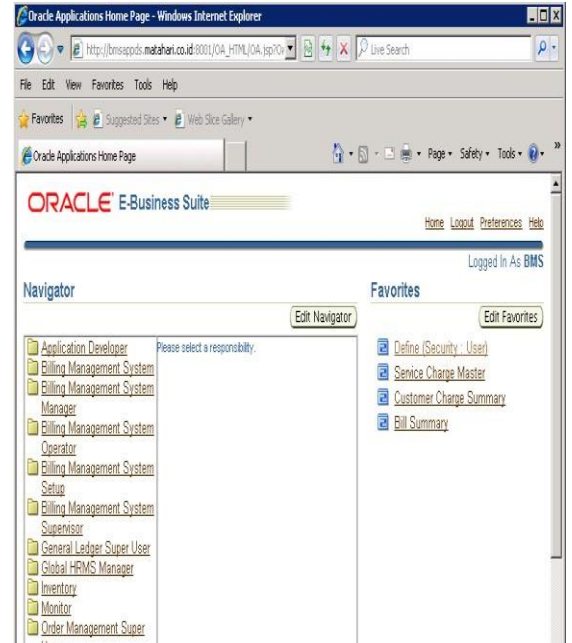 Oracle Applications Home Page - Windows Internet Explorer
http://bmsappds.matahari.co.id:8001/OA_HTML/OA.jsp?O
Live Search
File Edit View Favorites Tools Help
Favorites Suggested Sites Web Slice Gallery
Oracle Applications Home Page
Page Safety Tools »
ORACLE E-Business Suite
Home Logout Preferences Help
Logged In As BMS
Navigator
Edit Navigator
Application Developer
Billing Management System
Billing Management System
Manager
Billing Management System
Operator
Billing Management System
Setup
Billing Management System
Supervisor
General Ledger Super User
Global HRMS Manager
Inventory
Monitor
Order Management Super
Please select a responsibility.
Favorites
Edit Favorites
Define (Security : User)
Service Charge Master
Customer Charge Summary
Bill Summary